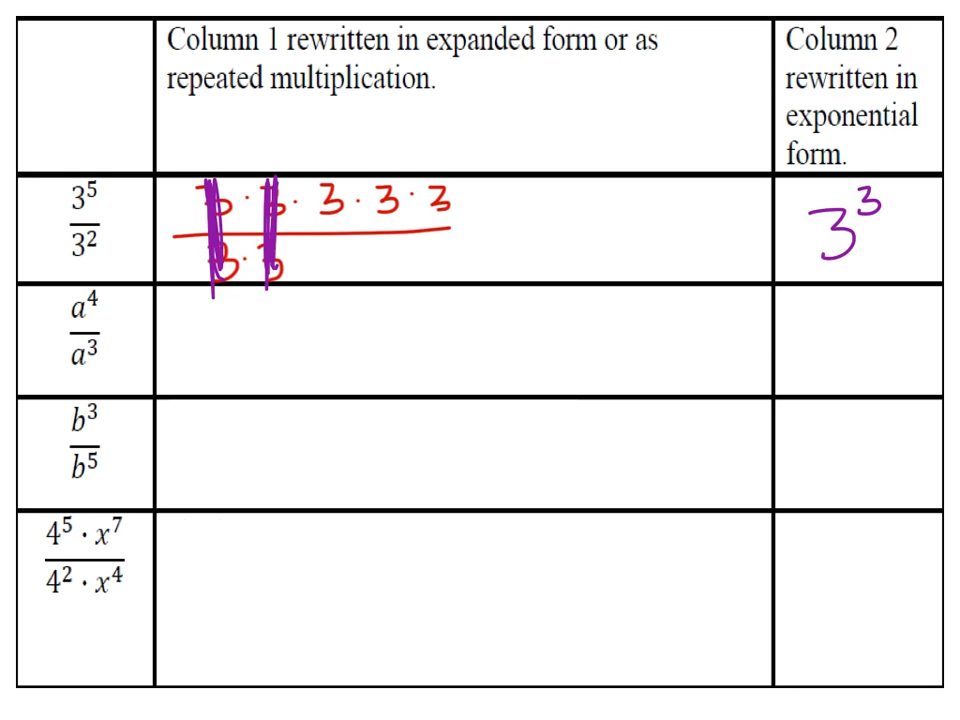 Column 1 rewritten in expanded form or as
repeated multiplication.
Column 2
rewritten in
exponential
form.
3⁵
3²
3 · 3 · 3 · 3 · 3
3 · 3
3³
a⁴
a³
b³
b⁵
4⁵ · x⁷
4² · x⁴